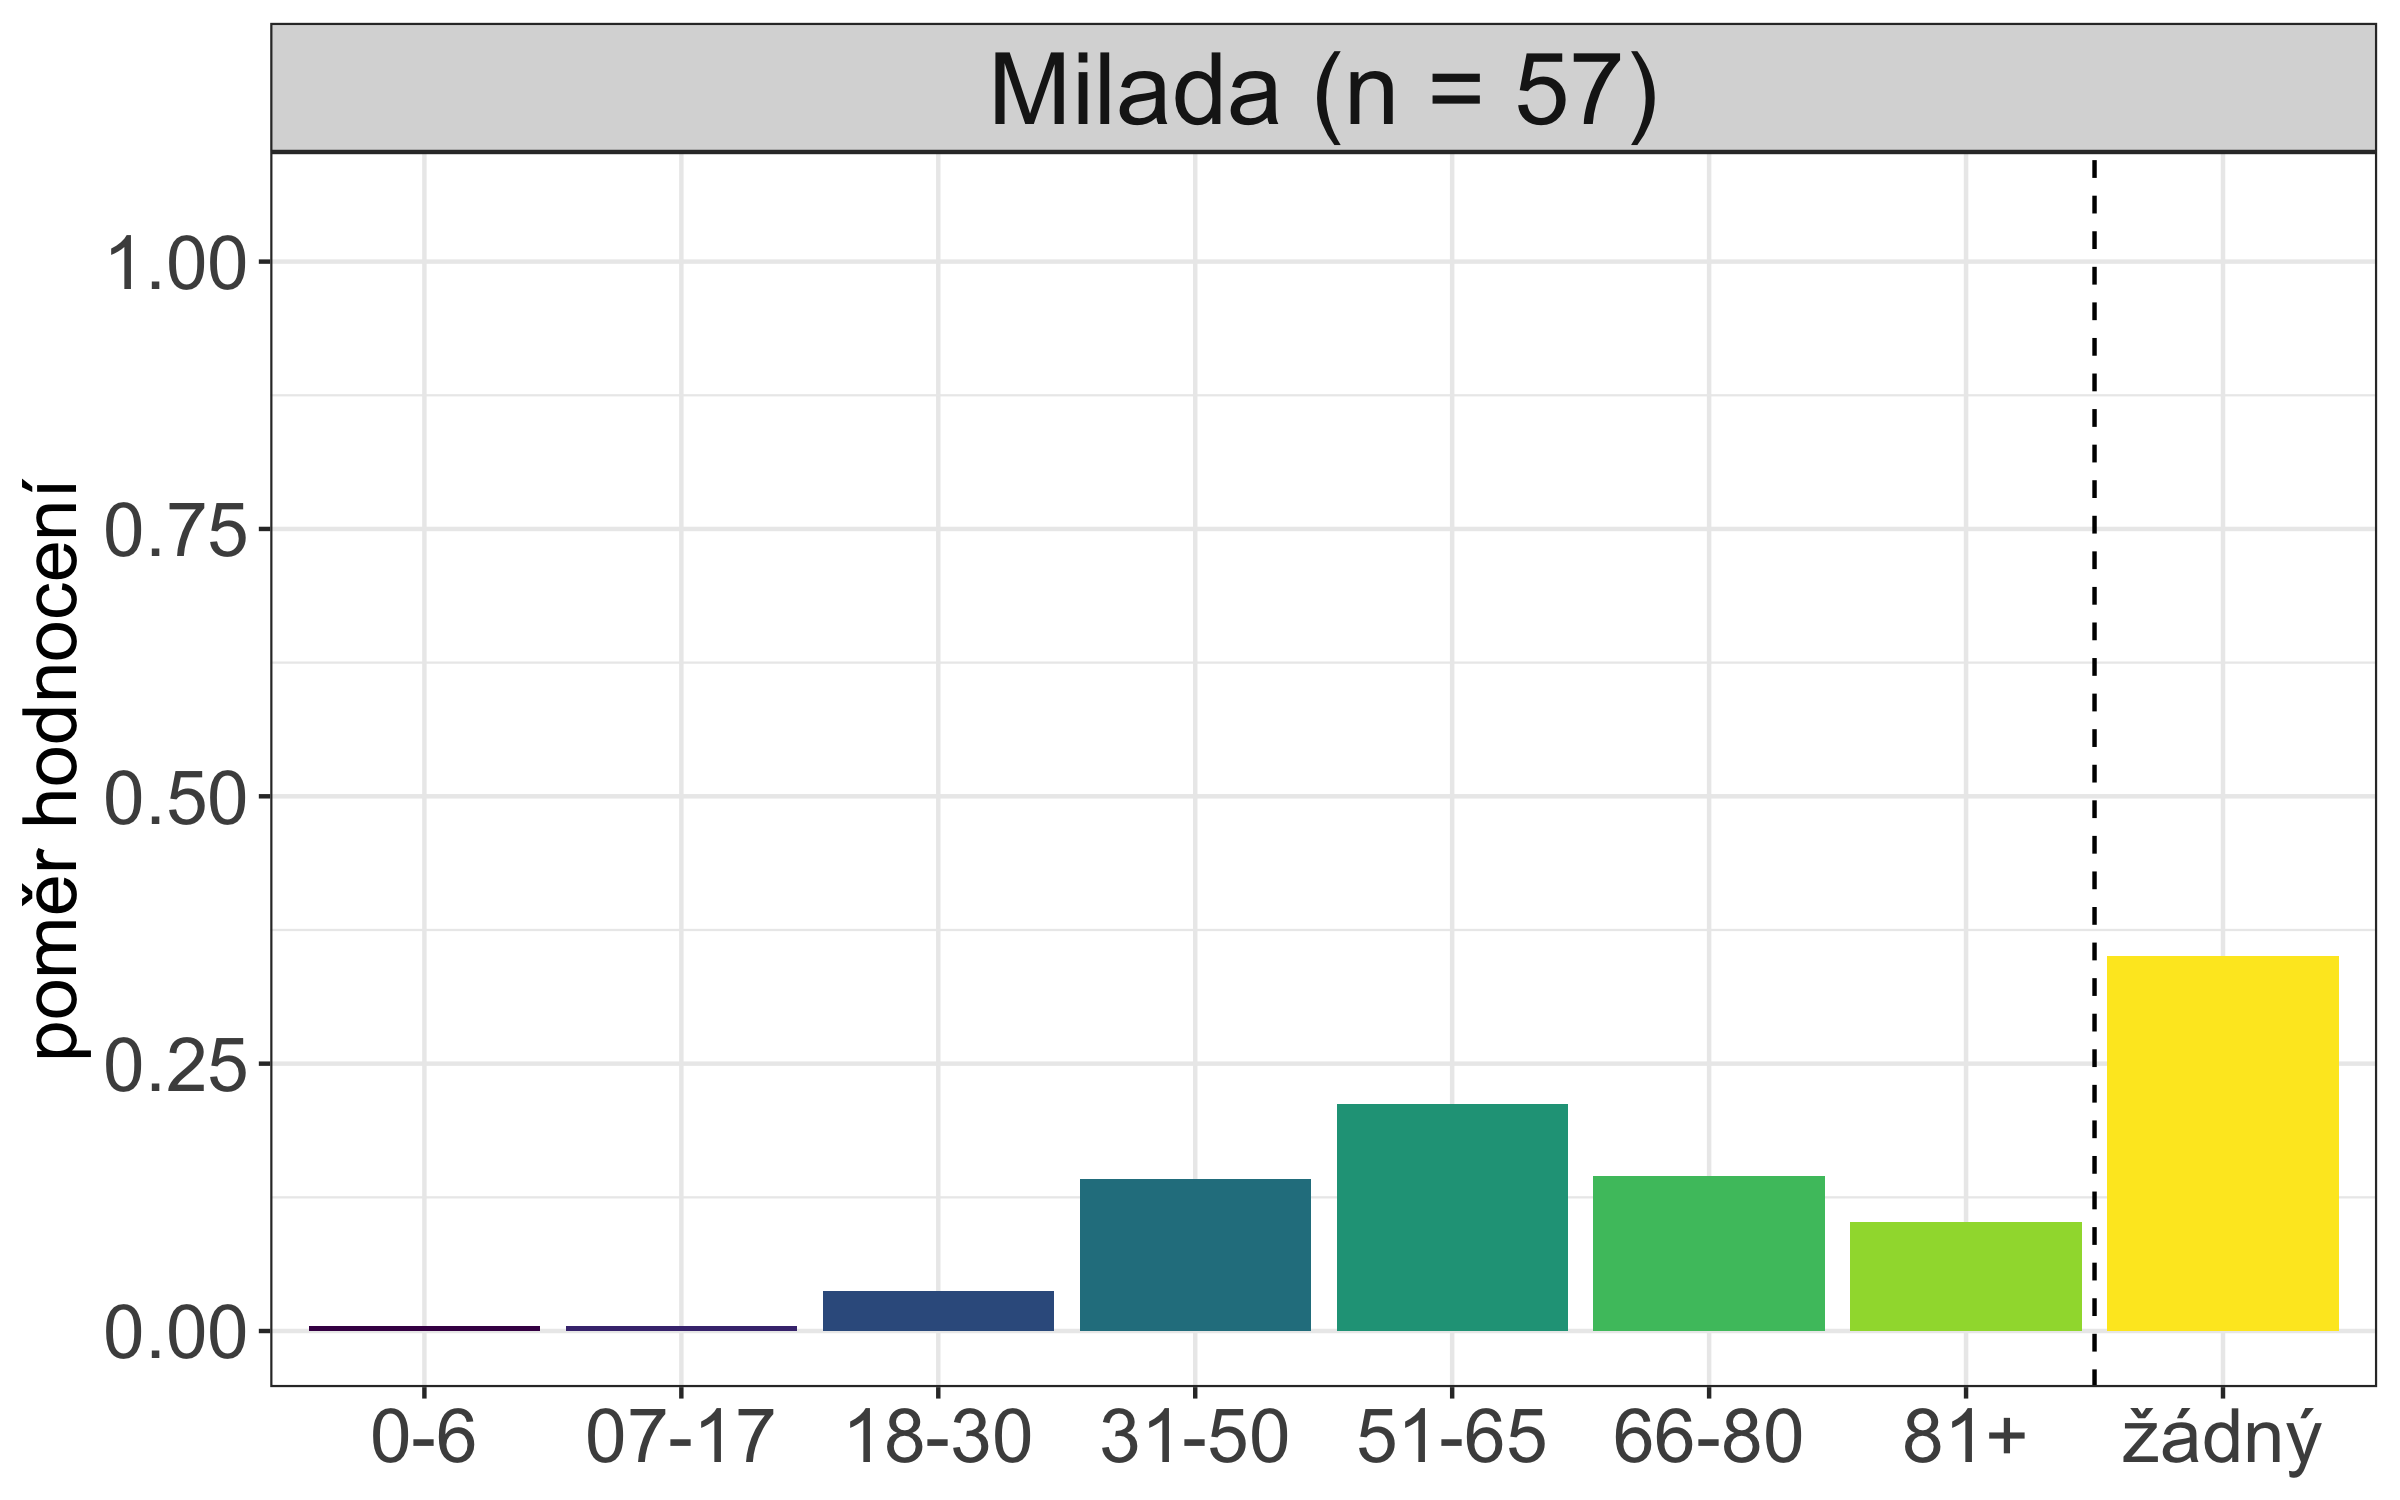 Milada (n = 57)
poměr hodnocení
1.00
0.75
0.50
0.25
0.00
0-6 07-17 18-30 31-50 51-65 66-80 81+ žádný